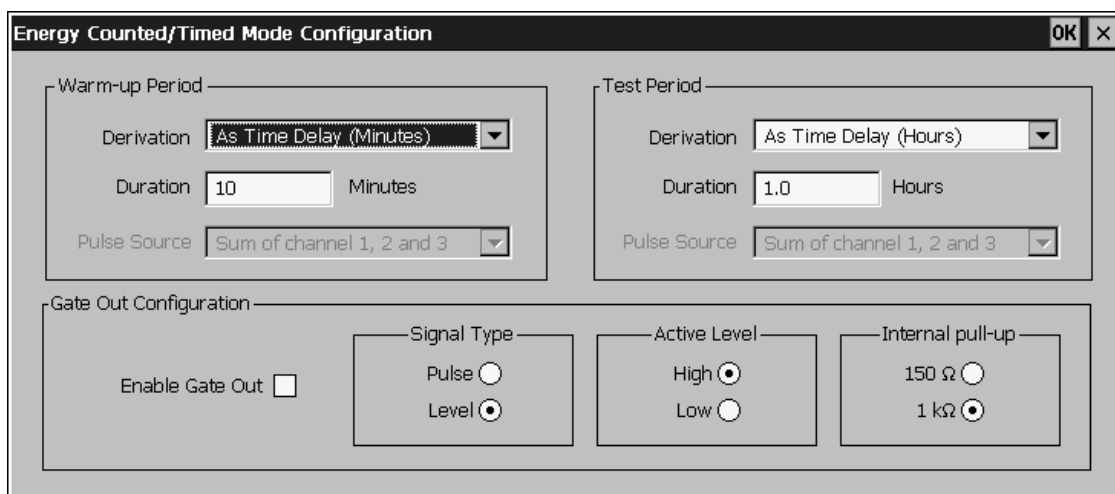 Energy Counted/Timed Mode Configuration OK ×
Warm-up Period
Derivation As Time Delay (Minutes)
Duration 10 Minutes
Pulse Source Sum of channel 1, 2 and 3
Test Period
Derivation As Time Delay (Hours)
Duration 1.0 Hours
Pulse Source Sum of channel 1, 2 and 3
Gate Out Configuration
Enable Gate Out
Signal Type
Pulse
Level
Active Level
High
Low
Internal pull-up
150 Ω
1 kΩ